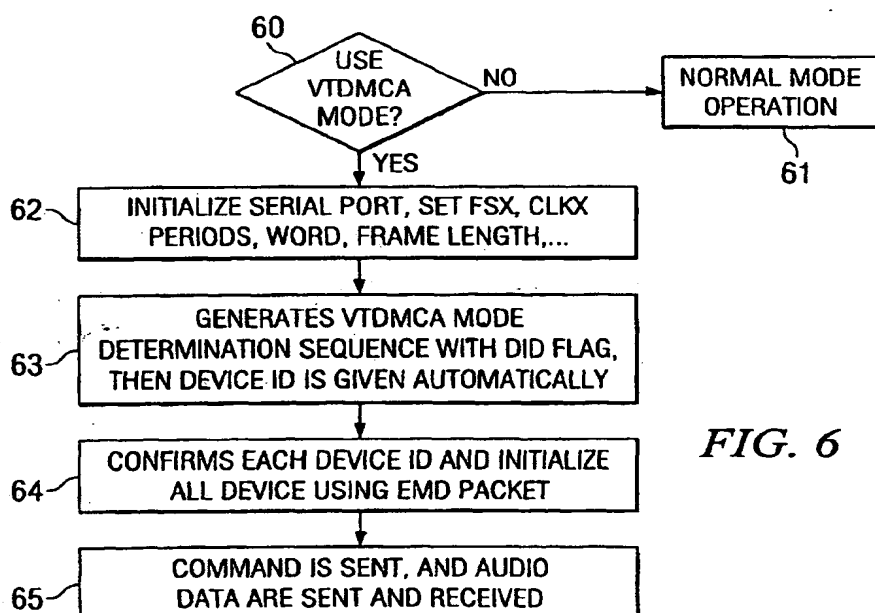 60
USE
VTDMCA
MODE?
NO
NORMAL MODE
OPERATION
61
YES
62
INITIALIZE SERIAL PORT, SET FSX, CLKX
PERIODS, WORD, FRAME LENGTH,...
63
GENERATES VTDMCA MODE
DETERMINATION SEQUENCE WITH DID FLAG,
THEN DEVICE ID IS GIVEN AUTOMATICALLY
FIG. 6
64
CONFIRMS EACH DEVICE ID AND INITIALIZE
ALL DEVICE USING EMD PACKET
65
COMMAND IS SENT, AND AUDIO
DATA ARE SENT AND RECEIVED